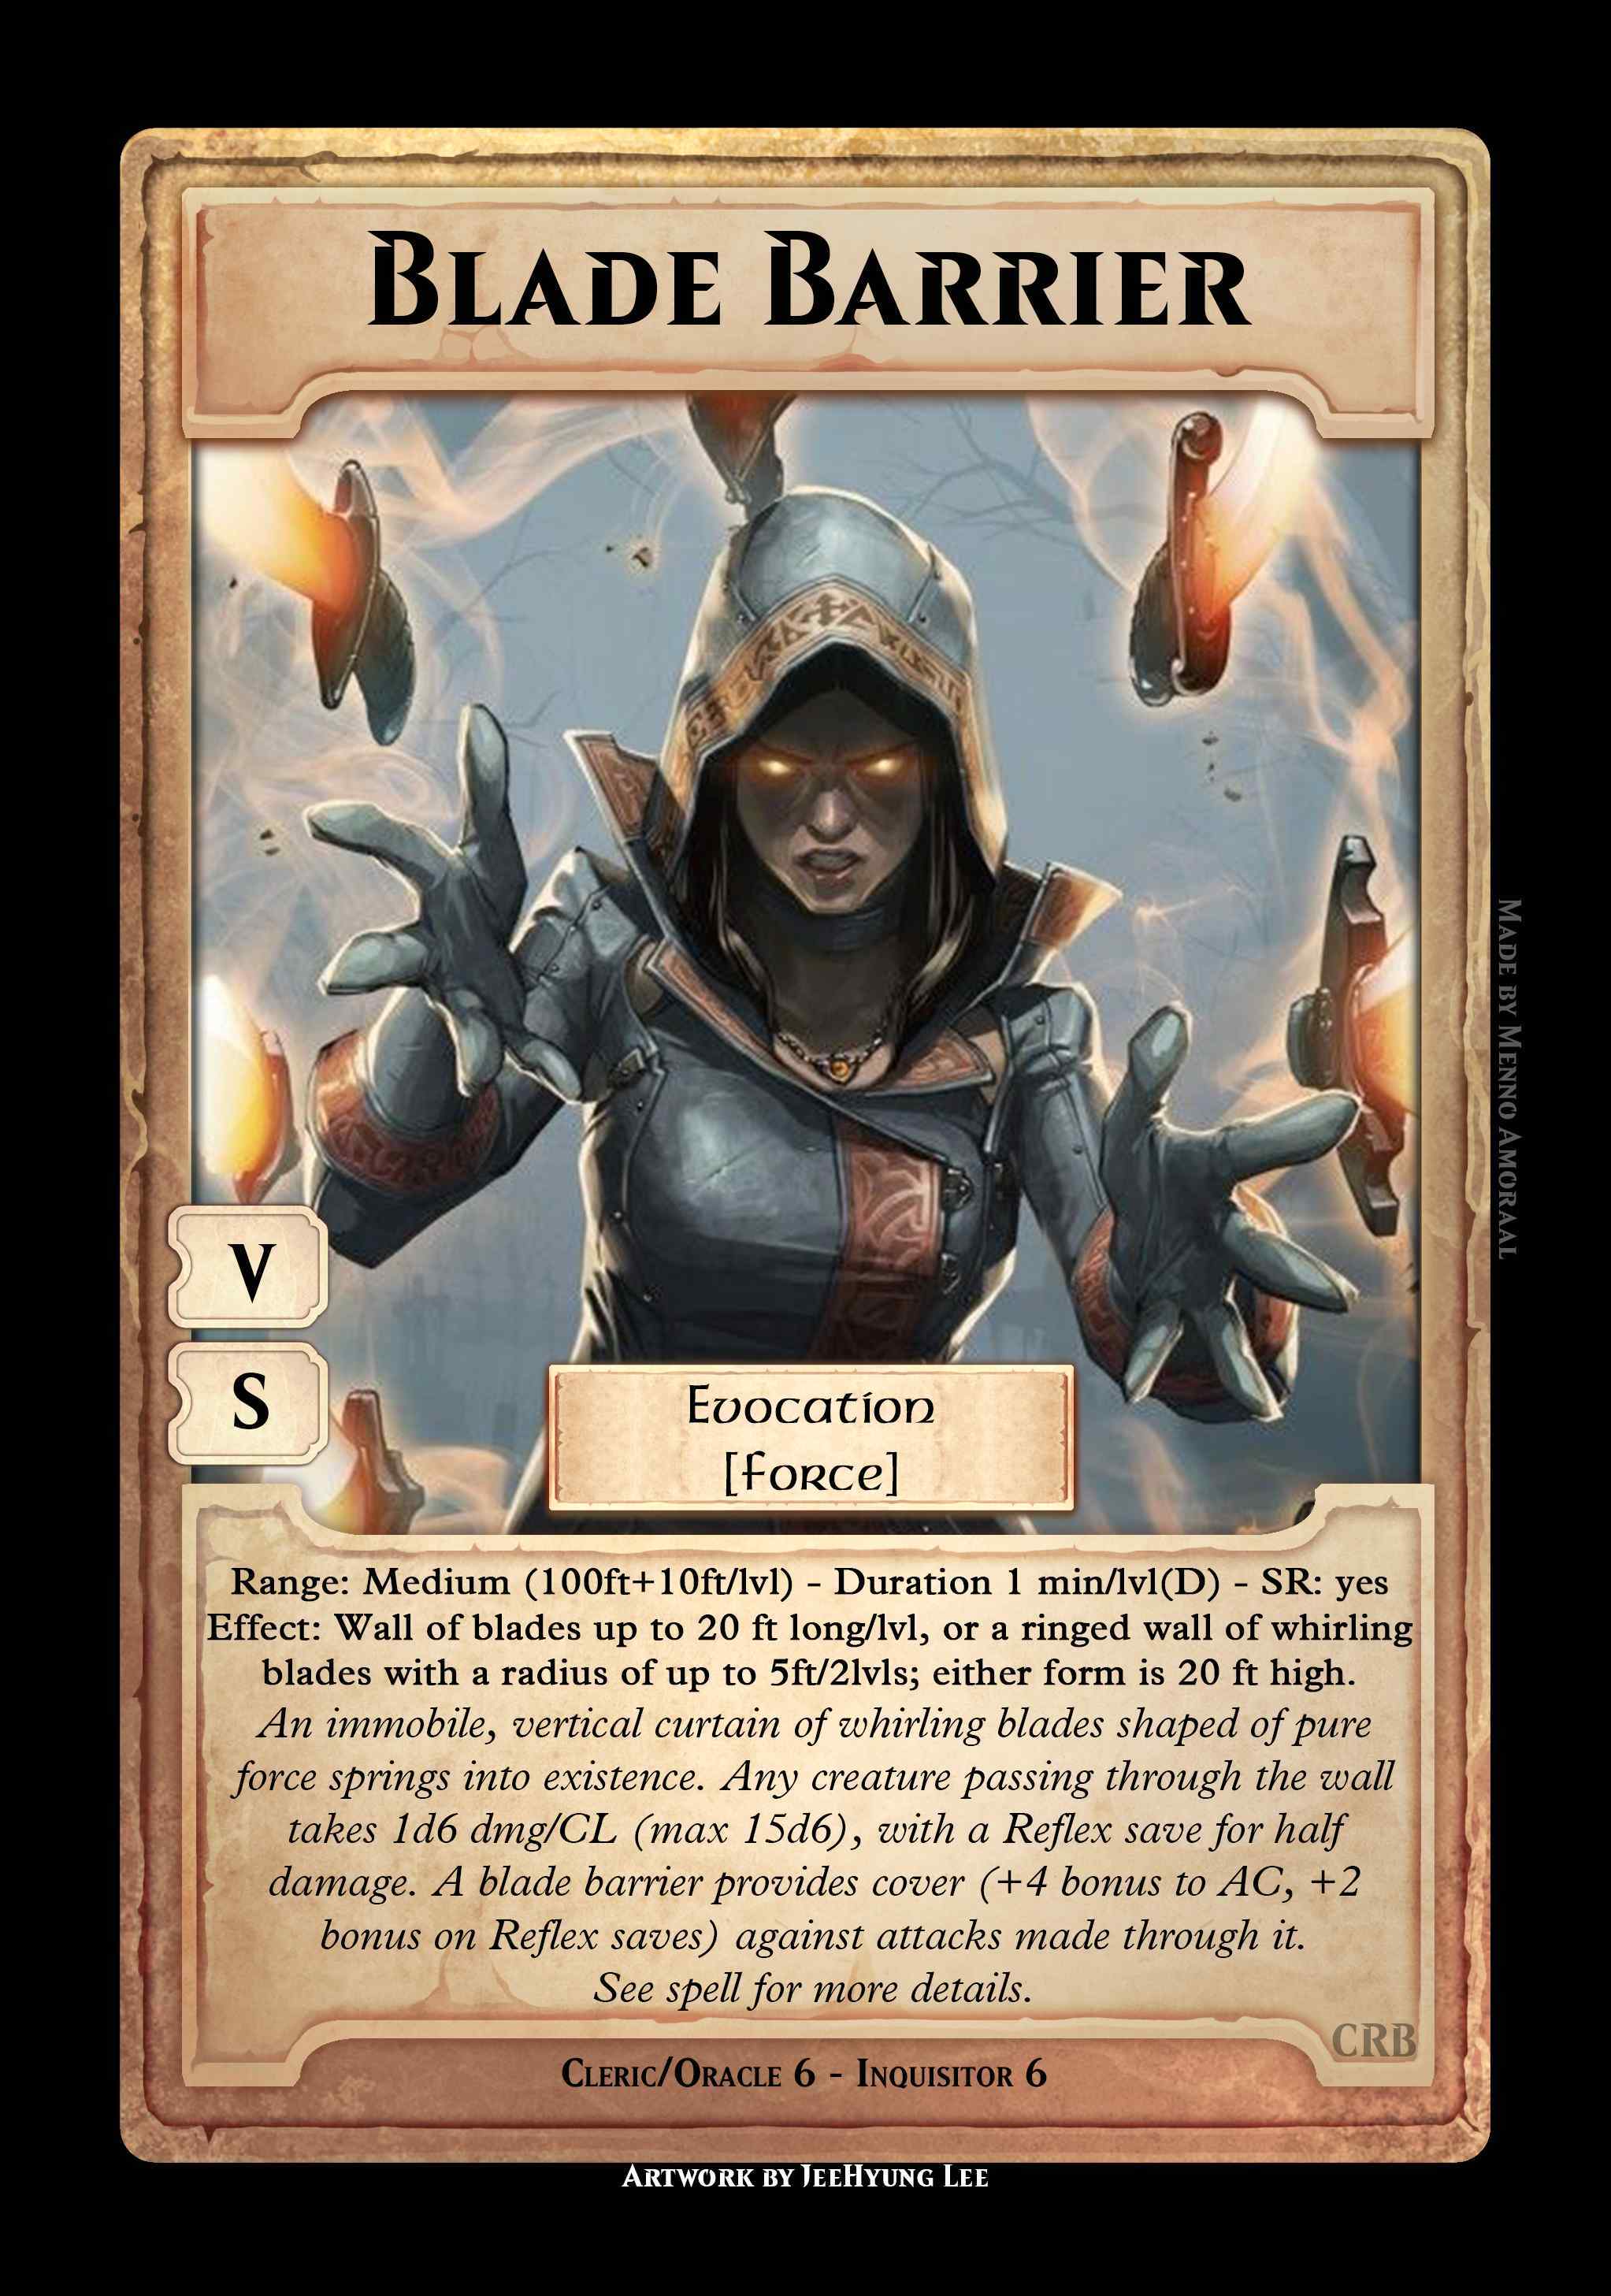 Blade Barrier
V
S
Evocation
[Force]
Range: Medium (100ft+10ft/lvl) - Duration 1 min/lvl(D) - SR: yes
Effect: Wall of blades up to 20 ft long/lvl, or a ringed wall of whirling
blades with a radius of up to 5ft/2lvls; either form is 20 ft high.
An immobile, vertical curtain of whirling blades shaped of pure
force springs into existence. Any creature passing through the wall
takes 1d6 dmg/CL (max 15d6), with a Reflex save for half
damage. A blade barrier provides cover (+4 bonus to AC, +2
bonus on Reflex saves) against attacks made through it.
See spell for more details.
CRB
Cleric/Oracle 6 - Inquisitor 6
Artwork by JeeHyung Lee
Made by Menno Amoraal